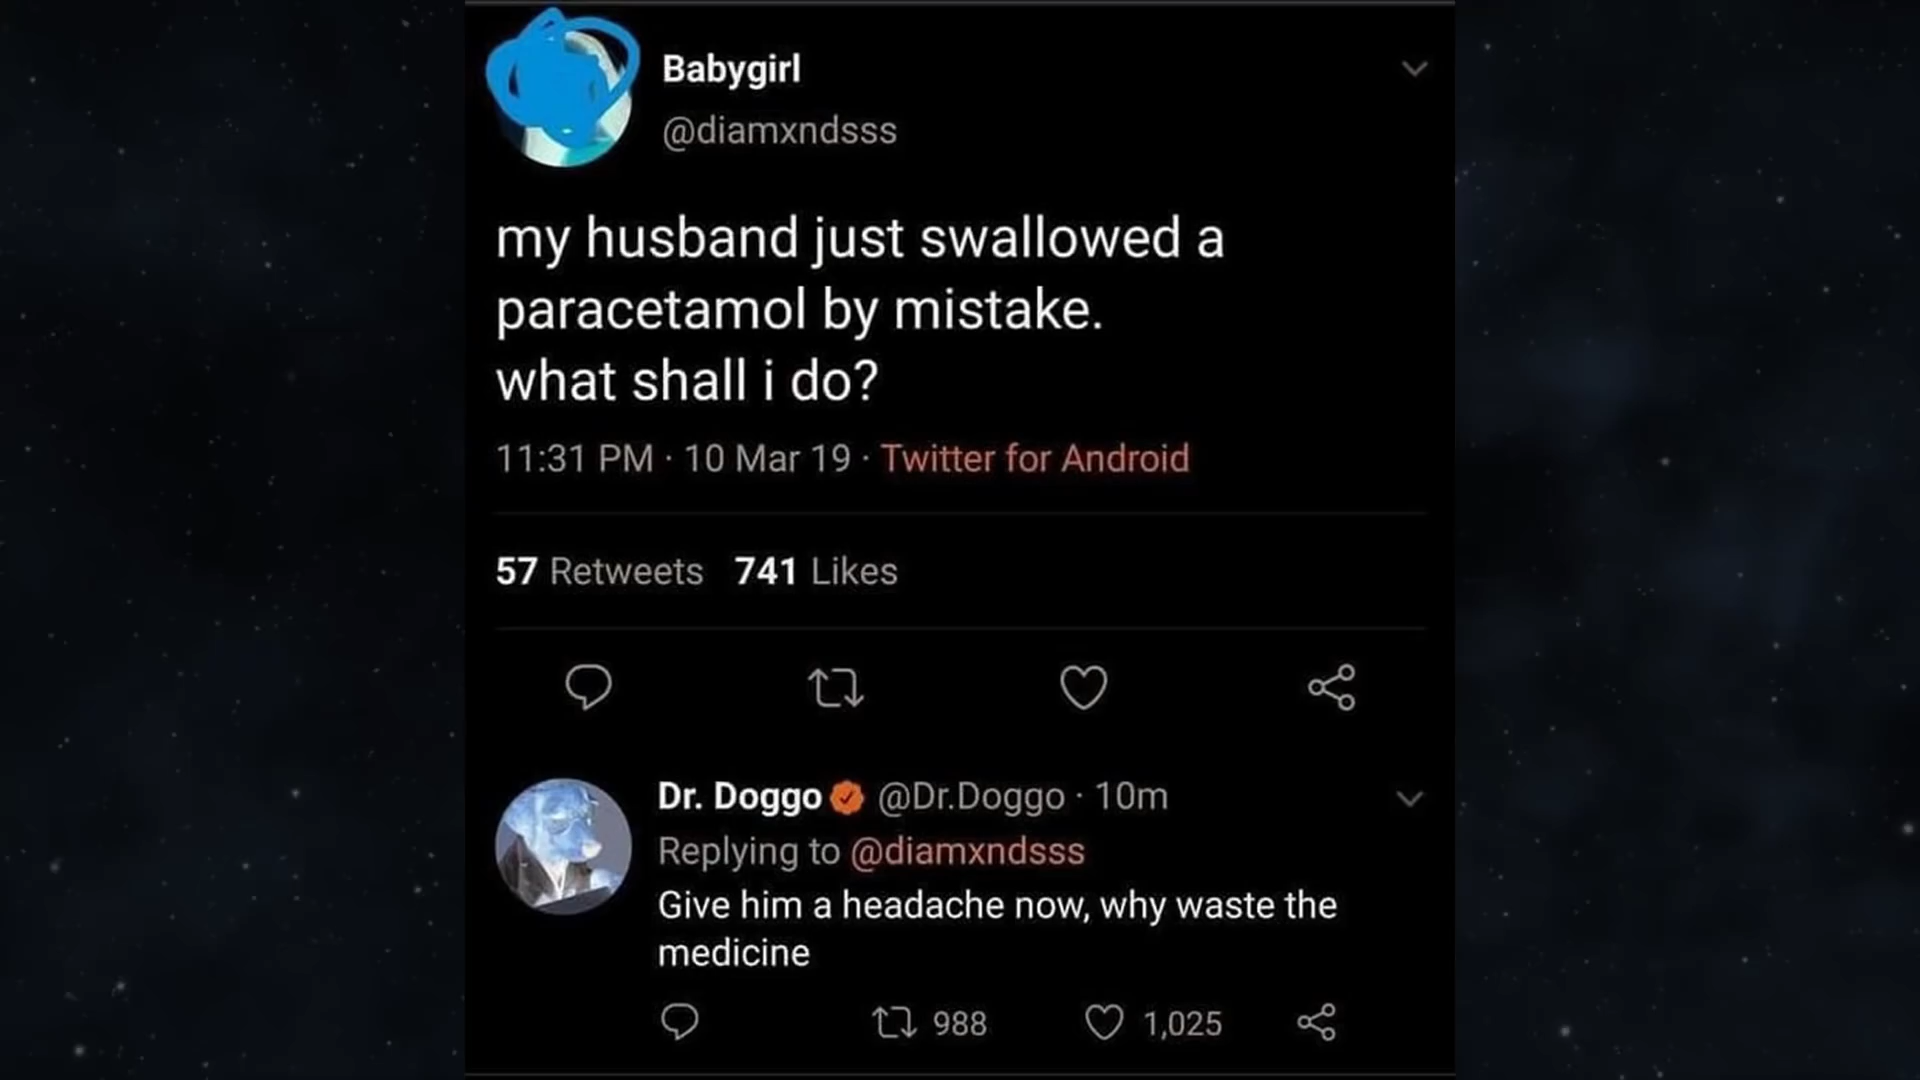 Babygirl
@diamxndsss
my husband just swallowed a
paracetamol by mistake.
what shall i do?
11:31 PM · 10 Mar 19 · Twitter for Android
57 Retweets 741 Likes
Dr. Doggo @Dr.Doggo · 10m
Replying to @diamxndsss
Give him a headache now, why waste the
medicine
988 1,025